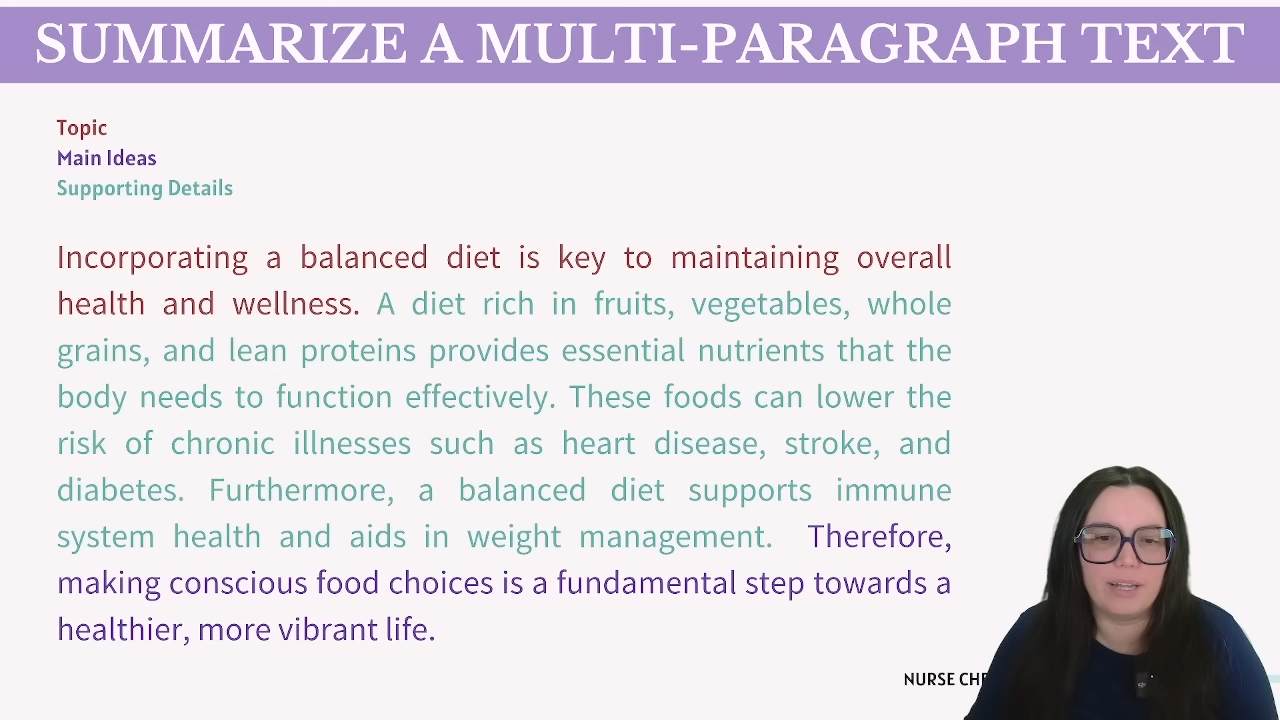 SUMMARIZE A MULTI-PARAGRAPH TEXT
Topic
Main Ideas
Supporting Details
Incorporating a balanced diet is key to maintaining overall
health and wellness. A diet rich in fruits, vegetables, whole
grains, and lean proteins provides essential nutrients that the
body needs to function effectively. These foods can lower the
risk of chronic illnesses such as heart disease, stroke, and
diabetes. Furthermore, a balanced diet supports immune
system health and aids in weight management. Therefore,
making conscious food choices is a fundamental step towards a
healthier, more vibrant life.
NURSE